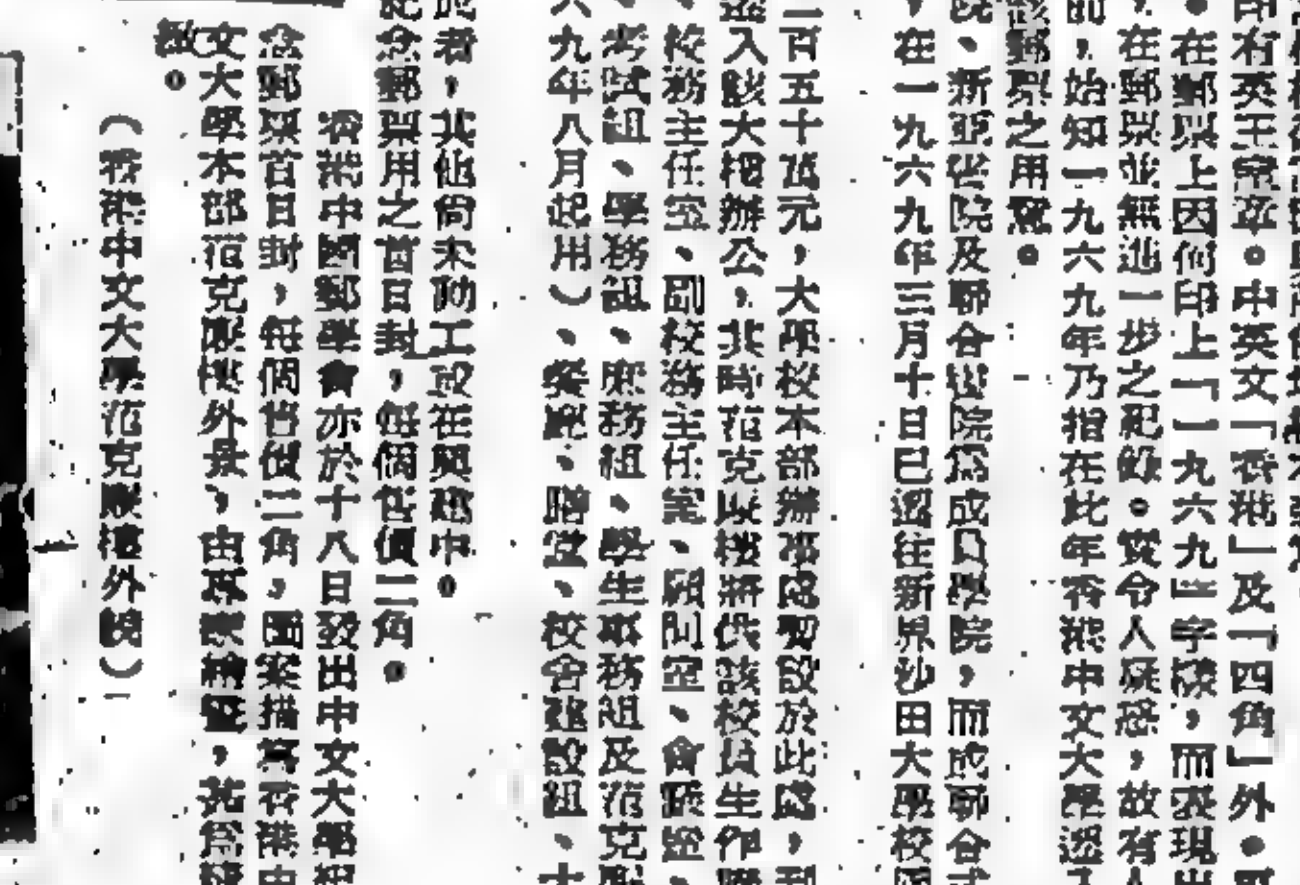 印有英王皇冠。中英文「香港」及「四角」外。
。在郵票上因何印上「一九六九」字樣，而表現出
，在郵票並無進一步之記錄。實令人疑惑，故有人
前，始知一九六九年乃指在此年香港中文大學遷入
該郵票之用意。
院、新亞書院及聯合書院為成員學院，而成聯合式
，在一九六九年三月十日已遷往新界沙田大學校
二百五十萬元，大學校本部辦事處暫設於此處，到
遷入該大樓辦公，此時范克廉樓將供該校員生作
、校務主任室、副校務主任室、顧問室、會議室、
、考試組、學務組、庶務組、學生事務組及范克廉
六九年八月起用）、餐廳、膳堂、校舍建設組、
於者，其他尚未動工或在興建中。
紀念郵票用之首日封，每個售價二角。
香港中國郵學會亦於十八日發出中文大學紀
念郵票首日封，每個售價二角，圖案描寫香港中
文大學本部范克廉樓外景，由
緻。
（香港中文大學范克廉樓外貌）